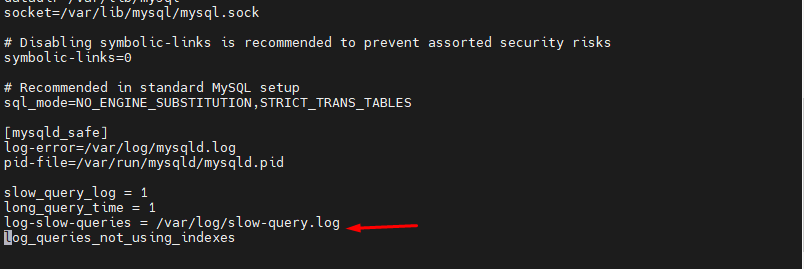 socket=/var/lib/mysql/mysql.sock
# Disabling symbolic-links is recommended to prevent assorted security risks
symbolic-links=0
# Recommended in standard MySQL setup
sql_mode=NO_ENGINE_SUBSTITUTION,STRICT_TRANS_TABLES
[mysqld_safe]
log-error=/var/log/mysqld.log
pid-file=/var/run/mysqld/mysqld.pid
slow_query_log = 1
long_query_time = 1
log-slow-queries = /var/log/slow-query.log
log_queries_not_using_indexes